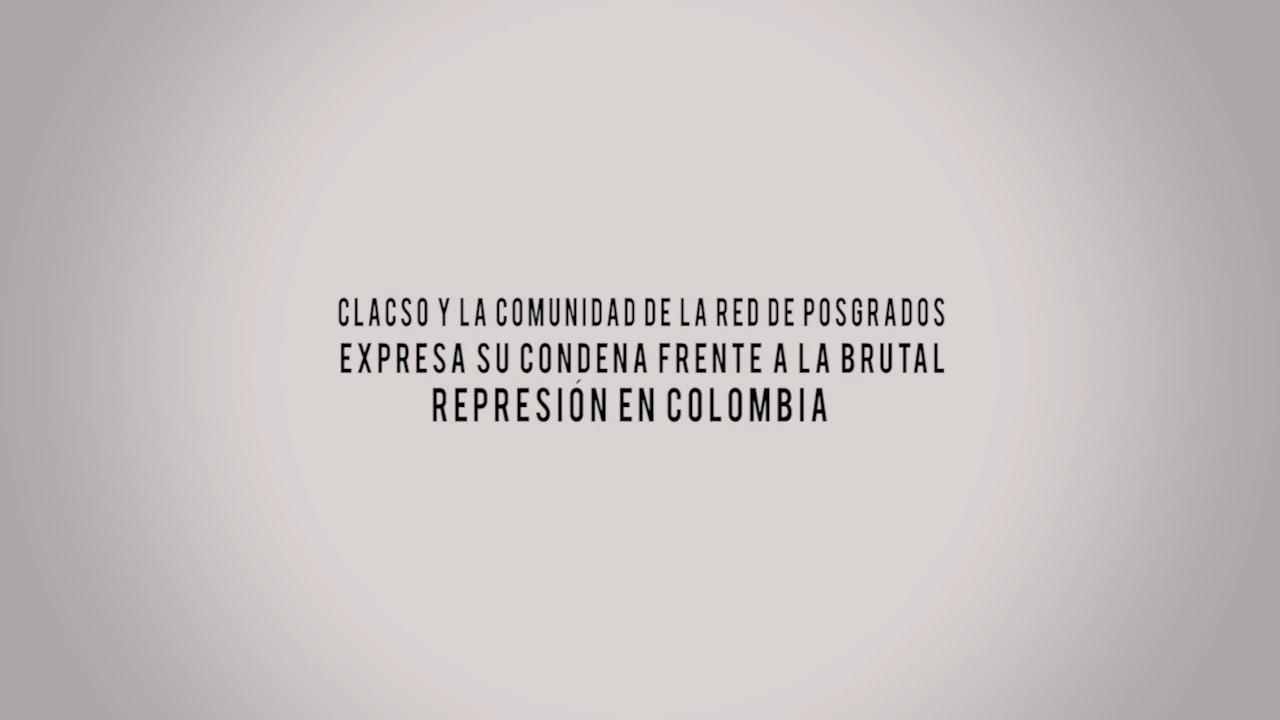 CLACSO Y LA COMUNIDAD DE LA RED DE POSGRADOS
EXPRESA SU CONDENA FRENTE A LA BRUTAL
REPRESIÓN EN COLOMBIA